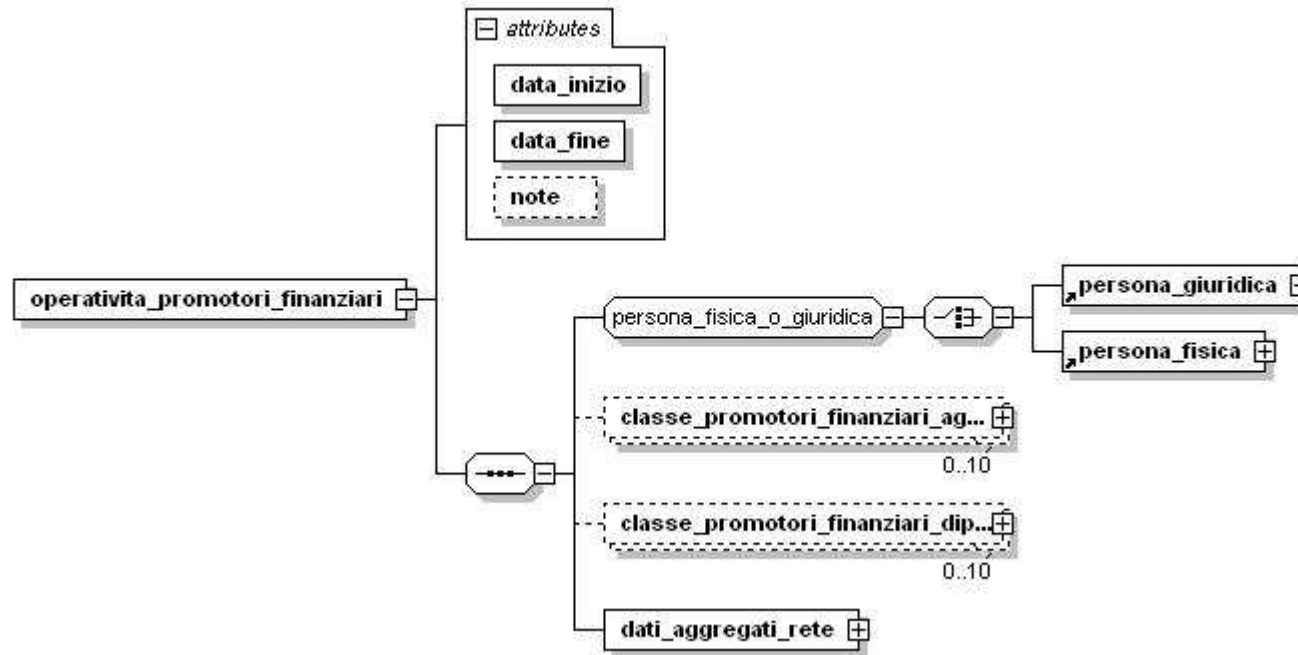 attributes
data_inizio
data_fine
note
operativita_promotori_finanziari
persona_fisica_o_giuridica
persona_giuridica
persona_fisica
classe_promotori_finanziari_ag...
0..10
classe_promotori_finanziari_dip...
0..10
dati_aggregati_rete